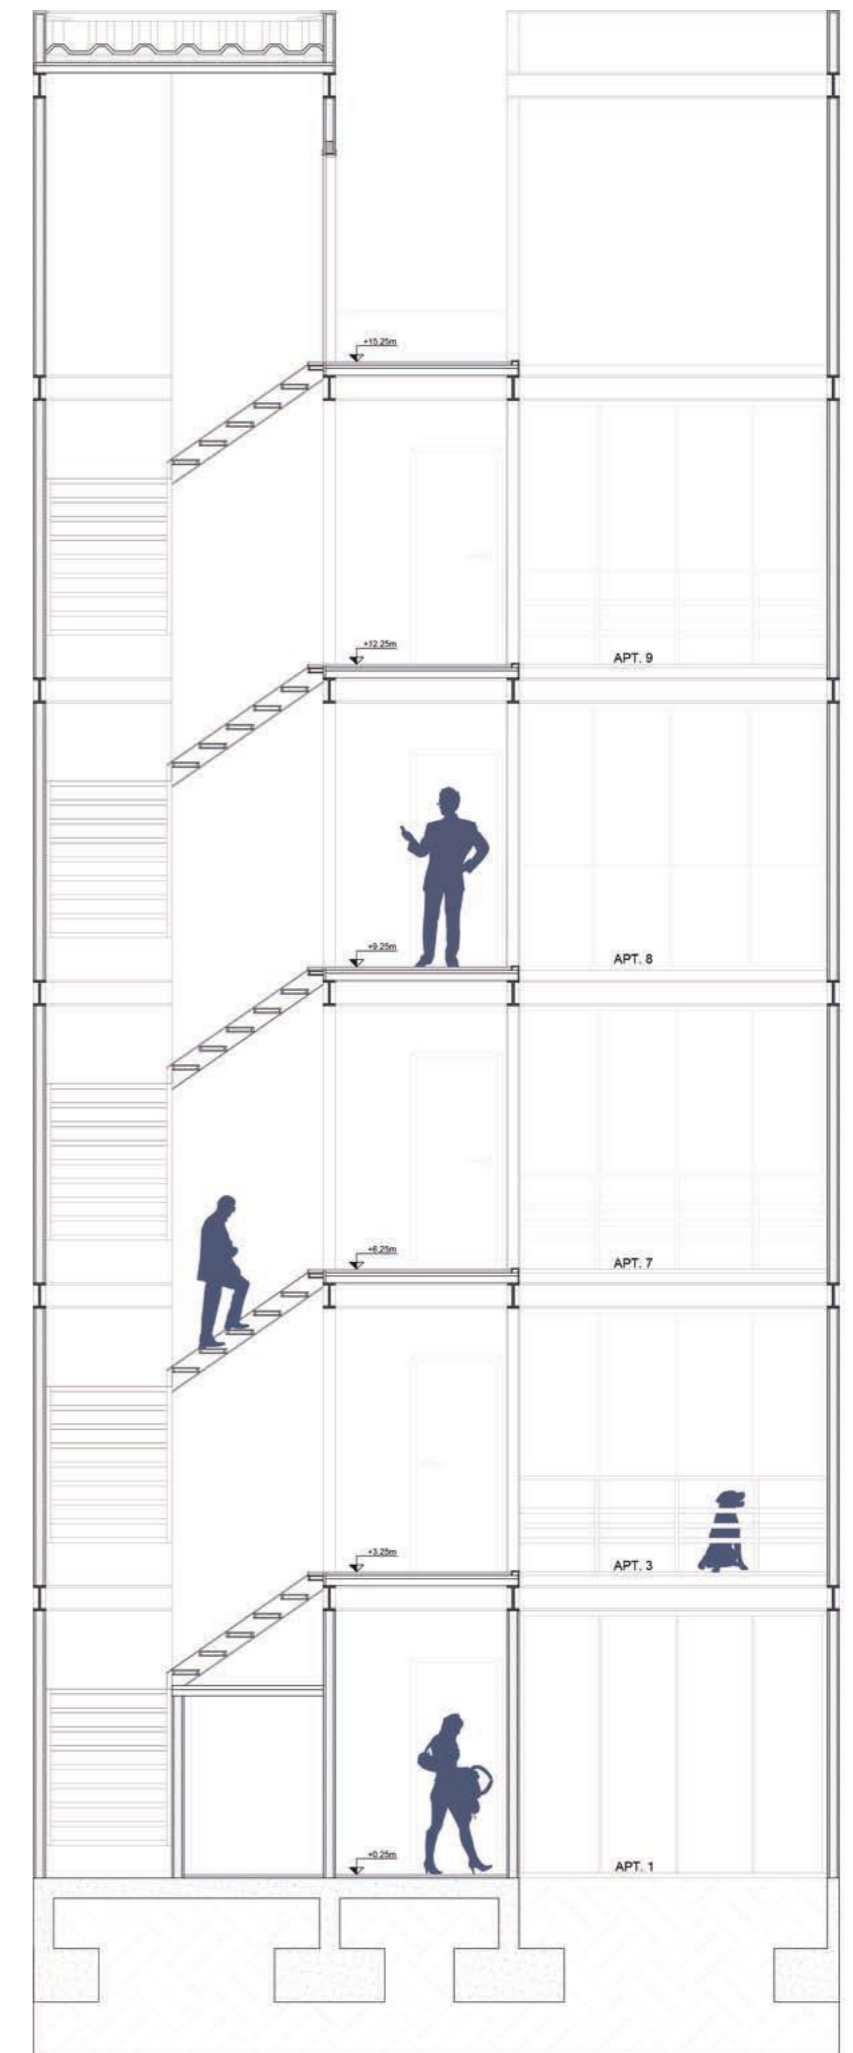 +15.25m
+12.25m
APT. 9
+9.25m
APT. 8
+6.25m
APT. 7
+3.25m
APT. 3
+0.25m
APT. 1